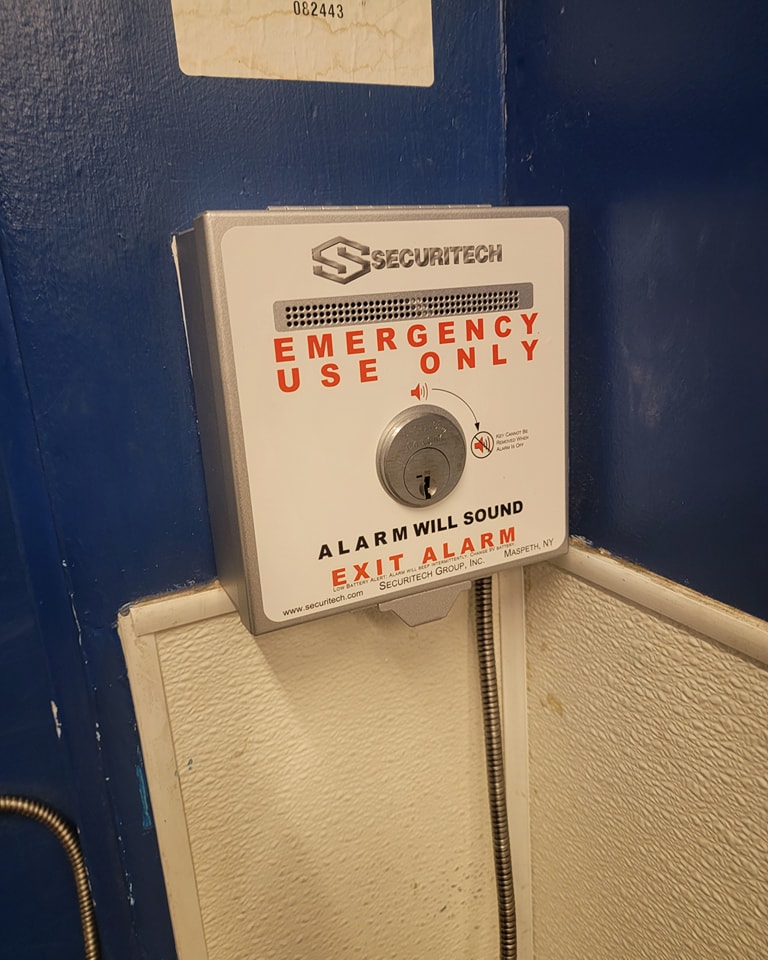 082443
SECURITECH
EMERGENCY
USE ONLY
KEY CANNOT BE
REMOVED WHEN
ALARM IS OFF
ALARM WILL SOUND
EXIT ALARM
LOW BATTERY ALERT: ALARM WILL BEEP INTERMITTENTLY. CHANGE 9V BATTERY.
www.securitech.com SECURITECH GROUP, INC. MASPETH, NY